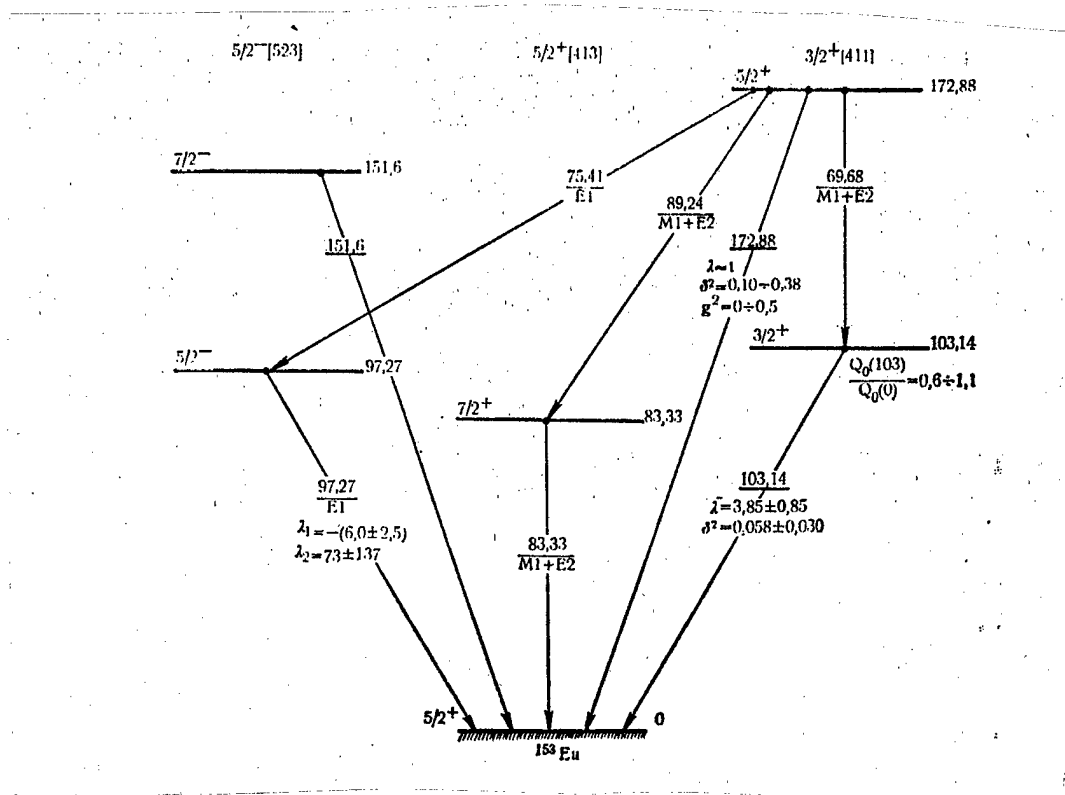 5/2⁻[523]
5/2⁺[413]
3/2⁺[411]
5/2⁺
172,88
7/2⁻
151,6
75,41
E1
69,68
M1+E2
89,24
M1+E2
151,6
172,88
λ≈1
δ²=0,10÷0,38
g²=0÷0,5
3/2⁺
103,14
5/2⁻
97,27
Q₀(103)
Q₀(0)
=0,6÷1,1
7/2⁺
83,33
97,27
E1
λ₁=−(6,0±2,5)
λ₂=73±137
103,14
λ=3,85±0,85
δ²=0,058±0,030
83,33
M1+E2
5/2⁺
0
¹⁵³Eu